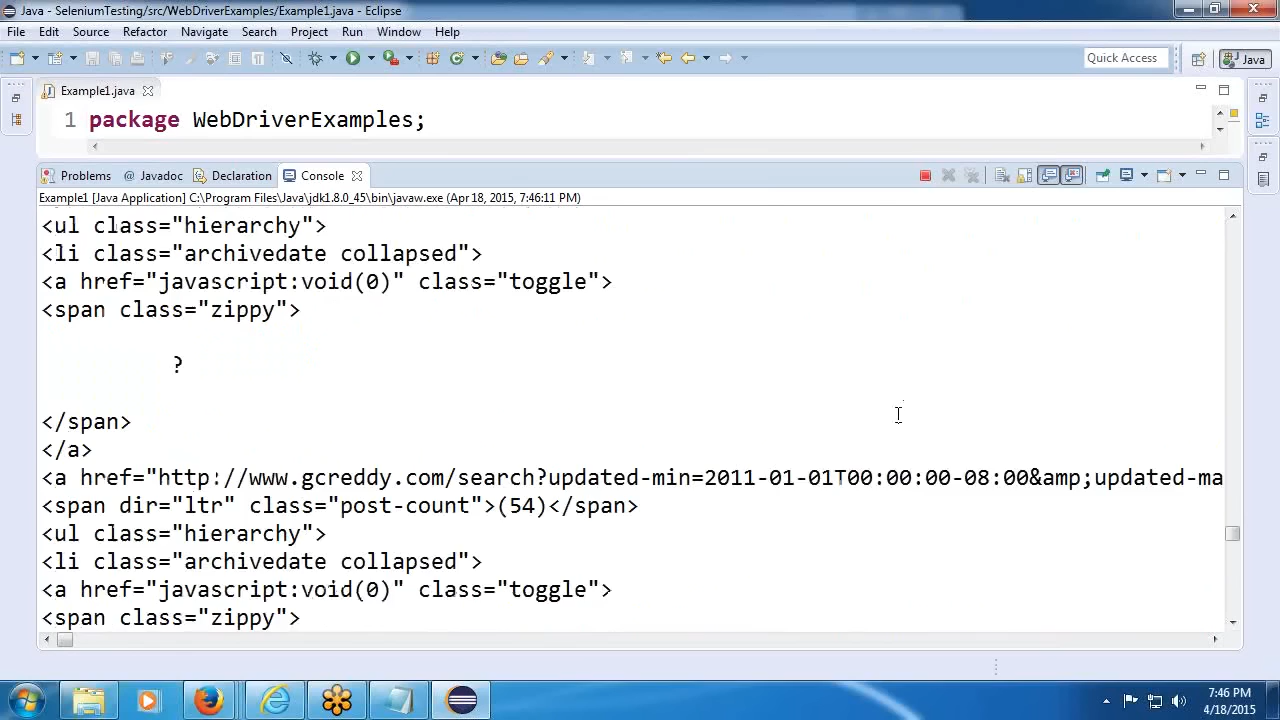 Java - SeleniumTesting/src/WebDriverExamples/Example1.java - Eclipse
File Edit Source Refactor Navigate Search Project Run Window Help
Quick Access Java
Example1.java
1 package WebDriverExamples;
Problems @ Javadoc Declaration Console
Example1 [Java Application] C:\Program Files\Java\jdk1.8.0_45\bin\javaw.exe (Apr 18, 2015, 7:46:11 PM)
<ul class="hierarchy">
<li class="archivedate collapsed">
<a href="javascript:void(0)" class="toggle">
<span class="zippy">
?
</span>
</a>
<a href="http://www.gcreddy.com/search?updated-min=2011-01-01T00:00:00-08:00&amp;updated-ma
<span dir="ltr" class="post-count">(54)</span>
<ul class="hierarchy">
<li class="archivedate collapsed">
<a href="javascript:void(0)" class="toggle">
<span class="zippy">
7:46 PM
4/18/2015